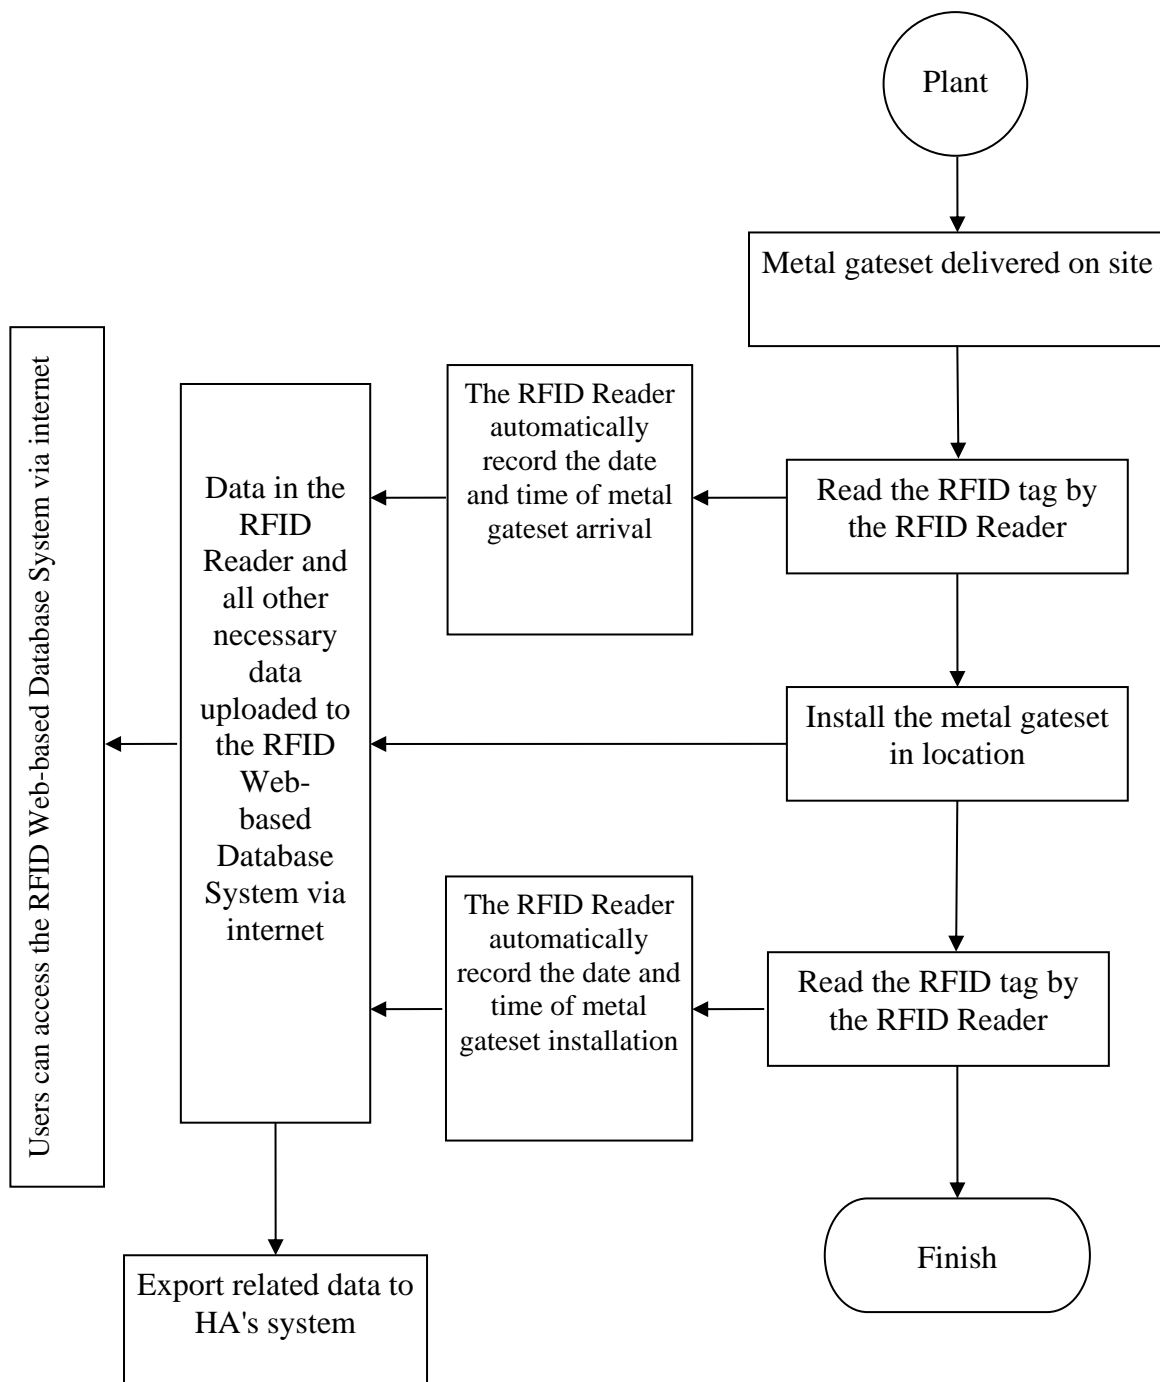 Plant
Metal gateset delivered on site
Users can access the RFID Web-based Database System via internet
The RFID Reader
automatically
record the date
and time of metal
gateset arrival
Read the RFID tag by
the RFID Reader
Data in the
RFID
Reader and
all other
necessary
data
uploaded to
the RFID
Web-
based
Database
System via
internet
Install the metal gateset
in location
The RFID Reader
automatically
record the date and
time of metal
gateset installation
Read the RFID tag by
the RFID Reader
Finish
Export related data to
HA's system